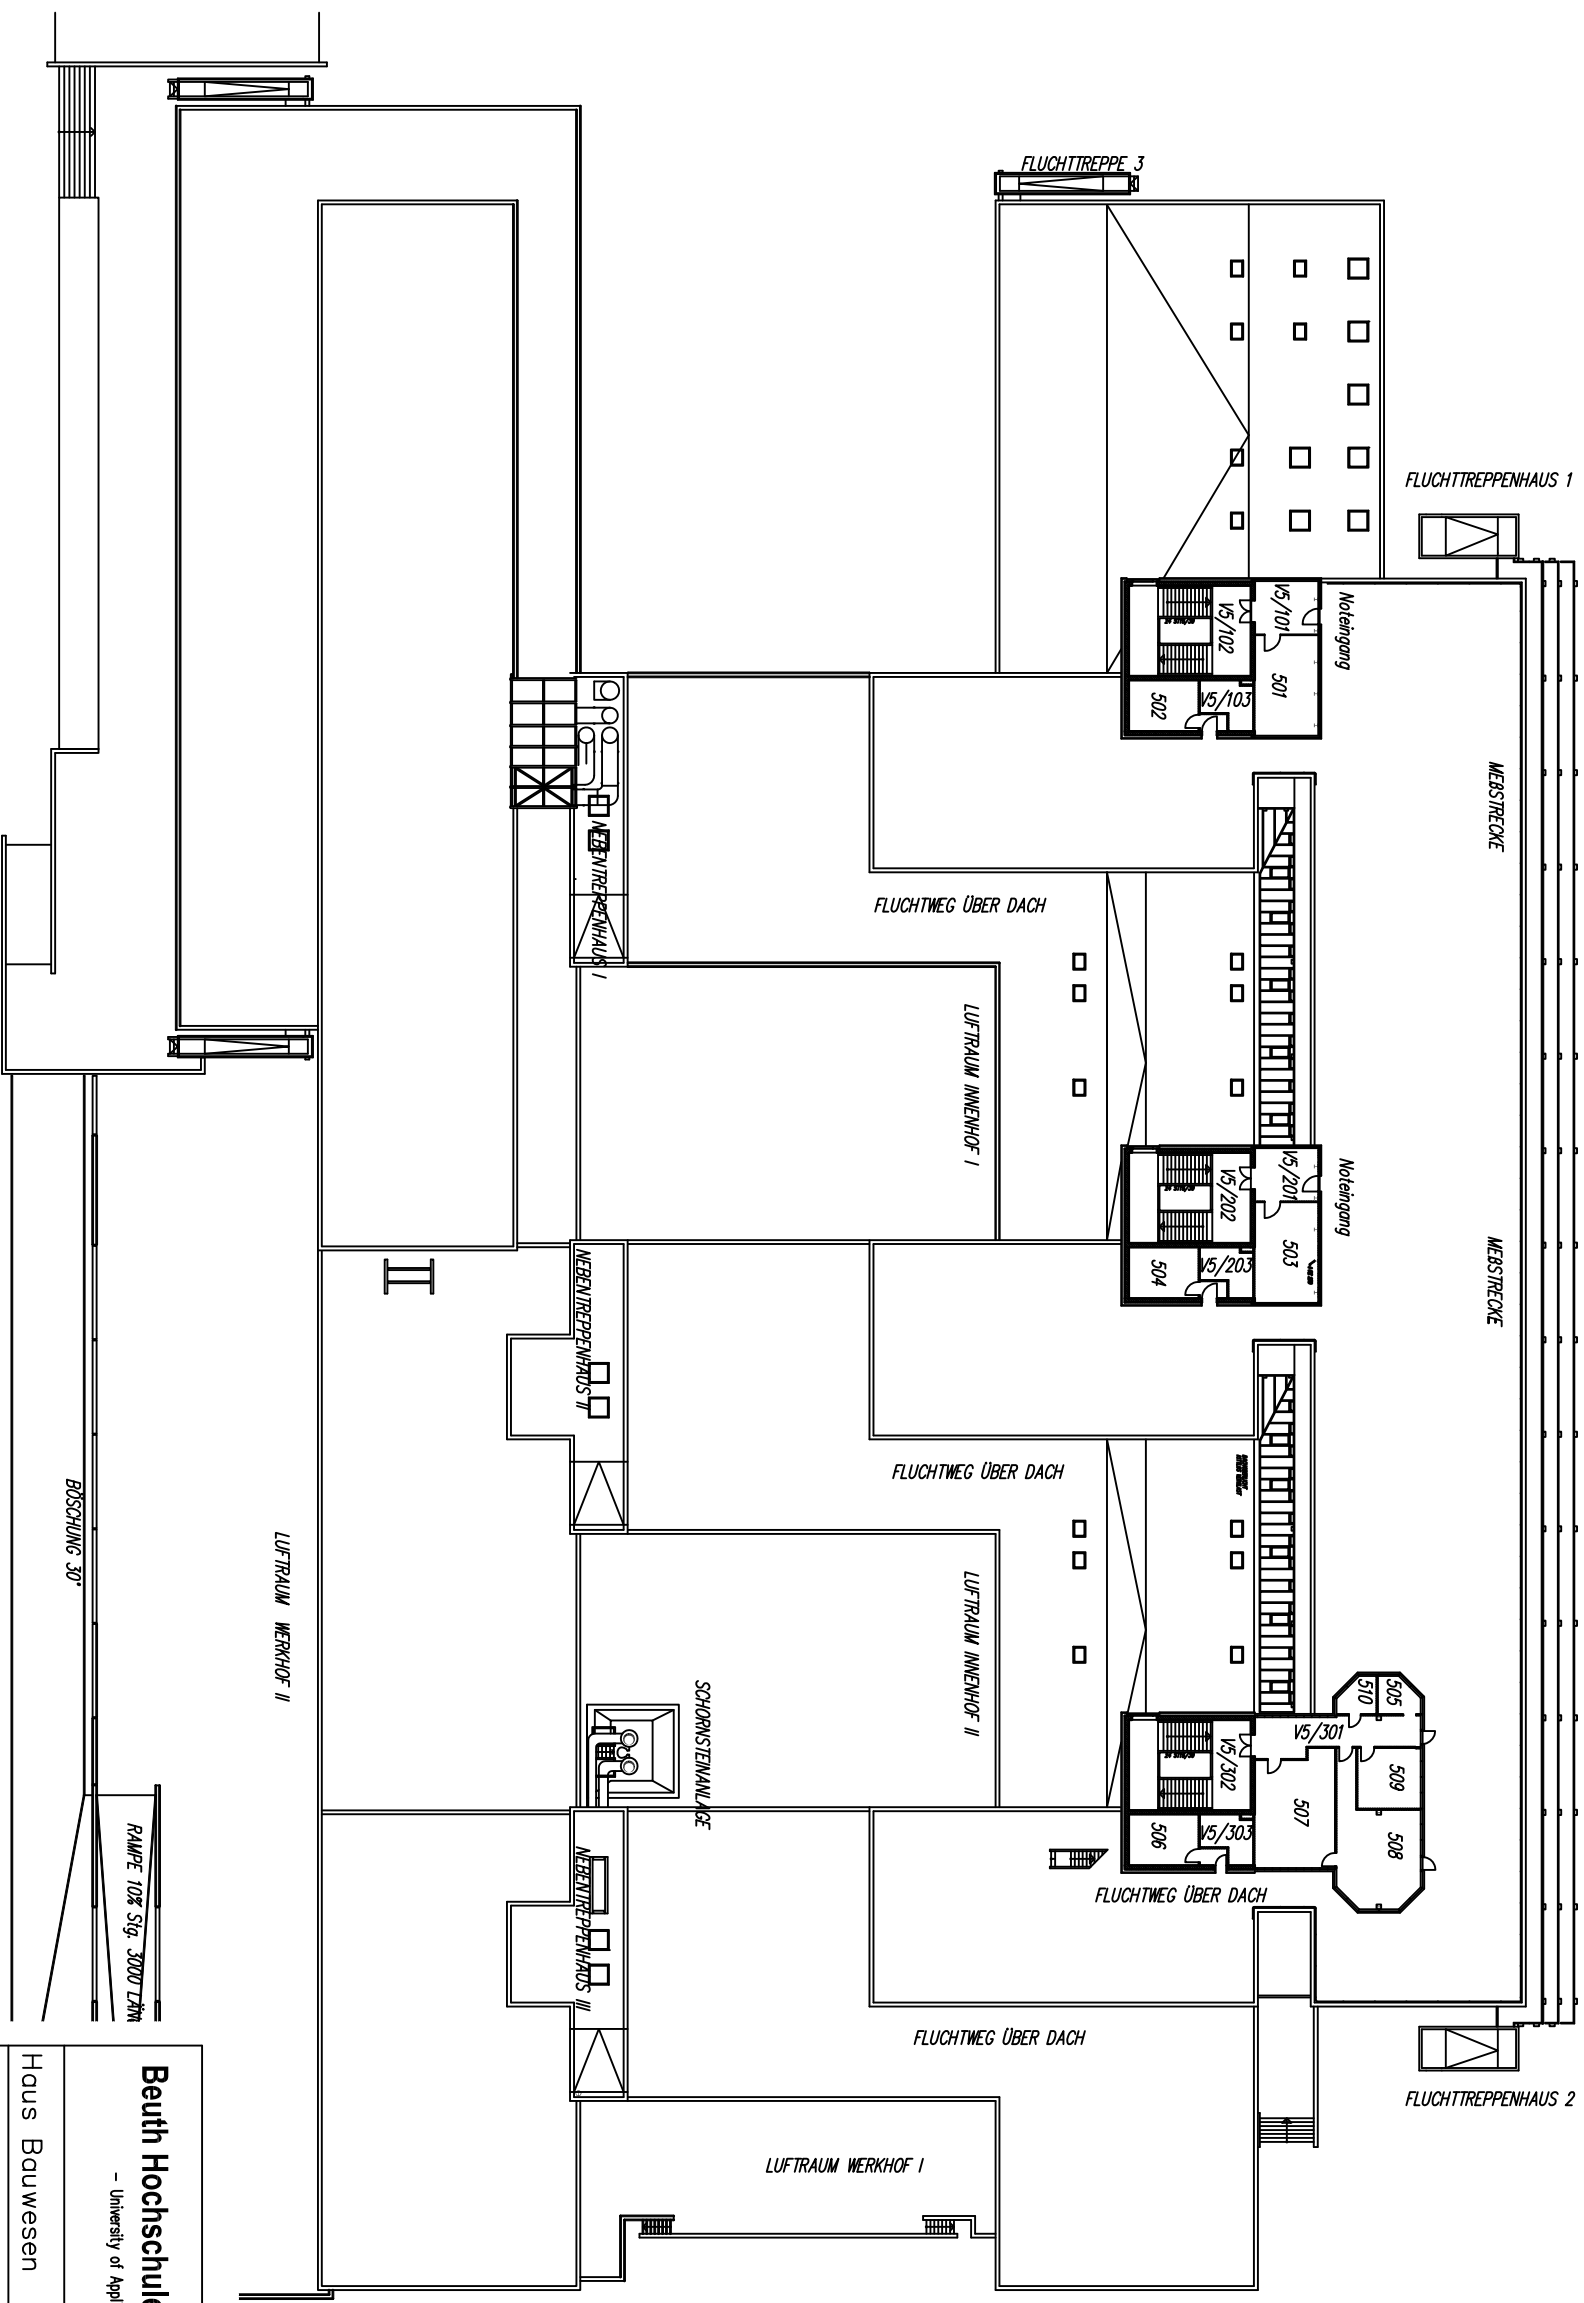 FLUCHTTREPPE 3
FLUCHTTREPPENHAUS 1
Noteingang
V5/101
V5/102
501
V5/103
502
MEBSTRECKE
NEBENTREPPENHAUS I
FLUCHTWEG ÜBER DACH
LUFTRAUM INNENHOF I
Noteingang
V5/201
V5/202
503
V5/203
504
MEBSTRECKE
NEBENTREPPENHAUS II
FLUCHTWEG ÜBER DACH
LUFTRAUM INNENHOF II
BÖSCHUNG 30°
LUFTRAUM WERKHOF II
SCHORNSTEINANLAGE
505
510
V5/301
V5/302
509
507
508
V5/303
506
FLUCHTWEG ÜBER DACH
NEBENTREPPENHAUS III
RAMPE 10% Stg. 3000 LÄN
FLUCHTWEG ÜBER DACH
FLUCHTTREPPENHAUS 2
LUFTRAUM WERKHOF I
Beuth Hochschule
- University of Appl
Haus Bauwesen